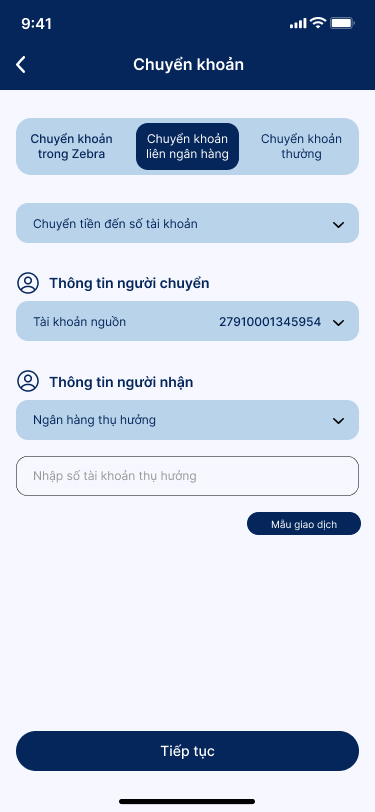 9:41
Chuyển khoản
Chuyển khoản
trong Zebra
Chuyển khoản
liên ngân hàng
Chuyển khoản
thường
Chuyển tiền đến số tài khoản
Thông tin người chuyển
Tài khoản nguồn 27910001345954
Thông tin người nhận
Ngân hàng thụ hưởng
Nhập số tài khoản thụ hưởng
Mẫu giao dịch
Tiếp tục